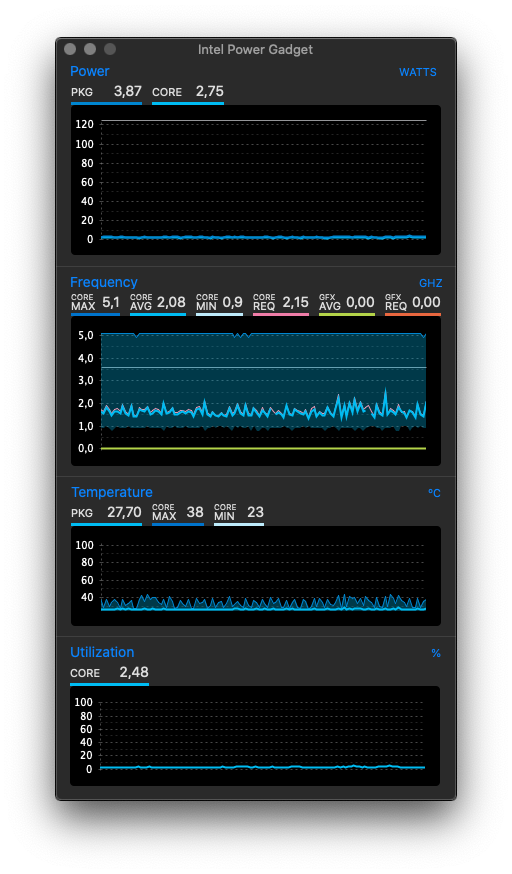 Intel Power Gadget
Power WATTS
PKG 3,87 CORE 2,75
120
100
80
60
40
20
0
Frequency GHZ
CORE MAX 5,1 CORE AVG 2,08 CORE MIN 0,9 CORE REQ 2,15 GFX AVG 0,00 GFX REQ 0,00
5,0
4,0
3,0
2,0
1,0
0,0
Temperature ºC
PKG 27,70 CORE MAX 38 CORE MIN 23
100
80
60
40
Utilization %
CORE 2,48
100
80
60
40
20
0